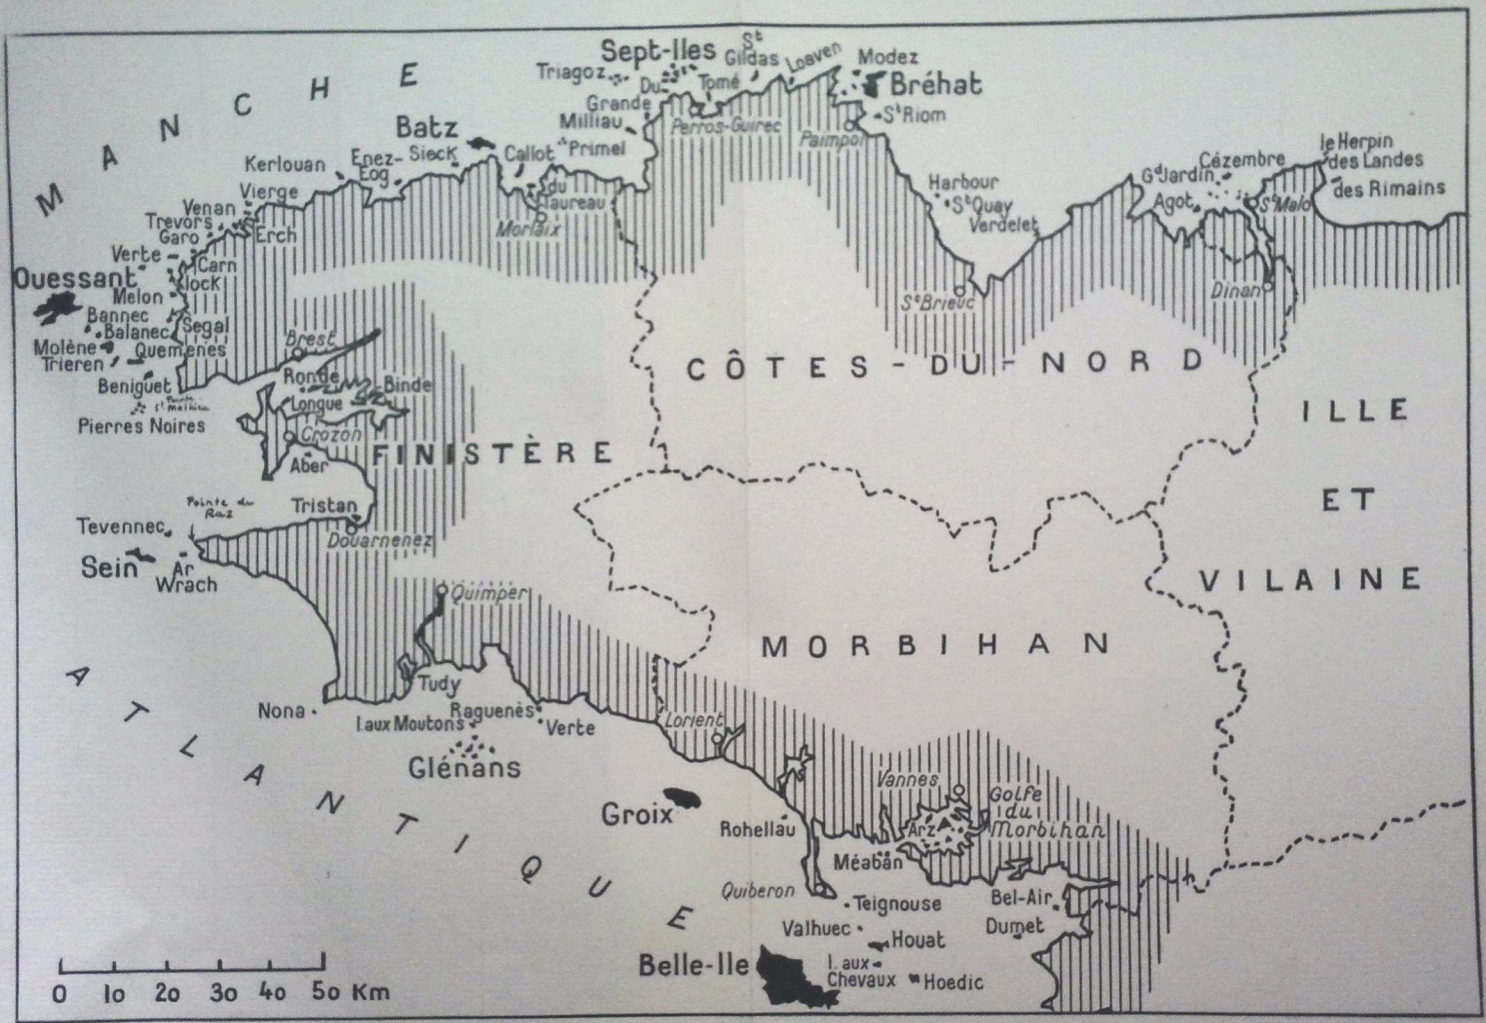 MANCHE
Sept-Iles
St
Gildas
Loaven
Modez
Triagoz
Du
Tomé
Bréhat
Grande
Milliau
Perros-Guirec
Paimpol
St Riom
Batz
Primel
Callot
Sieck
Enez-
Eog
Kerlouan
le Herpin
des Landes
Cézembre
Gd Jardin
des Rimains
Agot
St Malo
Vierge
du
Taureau
Harbour
St Quay
Verdelet
Venan
Trevors
Garo
Erch
Morlaix
Verte
Carn
Ouessant
Iock
Melon
Dinan
St Brieuc
Bannec
Balanec
Segal
Molène
Quemenes
Trieren
Brest
CÔTES-DU-NORD
Beniguet
Ronde
Binde
Longue
Pointe
St Mathieu
Pierres Noires
Crozon
ILLE
FINISTÈRE
Aber
ET
Pointe du
Raz
Tristan
Tevennec
Douarnenez
Sein
Ar
Wrach
VILAINE
Quimper
MORBIHAN
ATLANTIQUE
Tudy
Nona
I.aux Moutons
Raguenès
Verte
Lorient
Glénans
Vannes
Golfe
du
Morbihan
Groix
Rohellau
Arz
Méaban
Quiberon
Teignouse
Bel-Air
Valhuec
Houat
Dumet
Belle-Ile
I. aux
Chevaux
Hoedic
0 10 20 30 40 50 Km